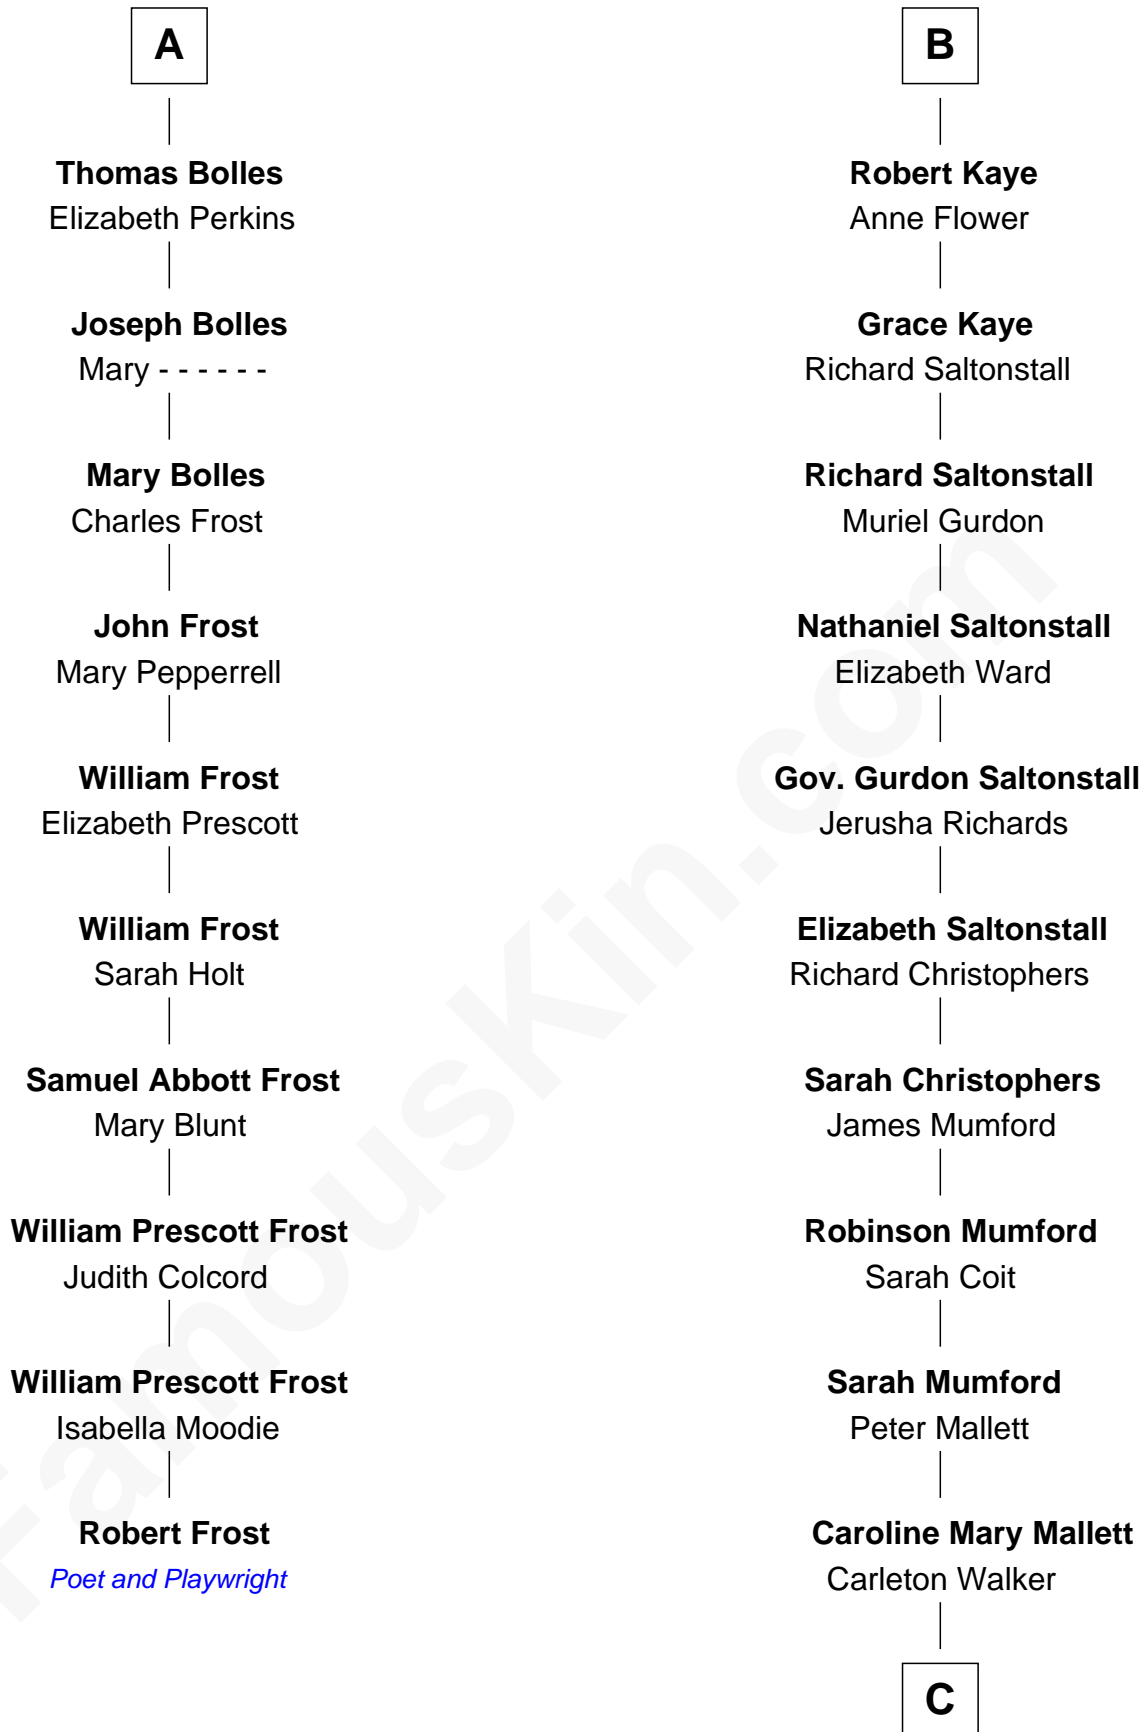 A
Thomas Bolles
Elizabeth Perkins
Joseph Bolles
Mary - - - - - -
Mary Bolles
Charles Frost
John Frost
Mary Pepperrell
William Frost
Elizabeth Prescott
William Frost
Sarah Holt
Samuel Abbott Frost
Mary Blunt
William Prescott Frost
Judith Colcord
William Prescott Frost
Isabella Moodie
Robert Frost
Poet and Playwright
B
Robert Kaye
Anne Flower
Grace Kaye
Richard Saltonstall
Richard Saltonstall
Muriel Gurdon
Nathaniel Saltonstall
Elizabeth Ward
Gov. Gurdon Saltonstall
Jerusha Richards
Elizabeth Saltonstall
Richard Christophers
Sarah Christophers
James Mumford
Robinson Mumford
Sarah Coit
Sarah Mumford
Peter Mallett
Caroline Mary Mallett
Carleton Walker
C
FamousKin.com